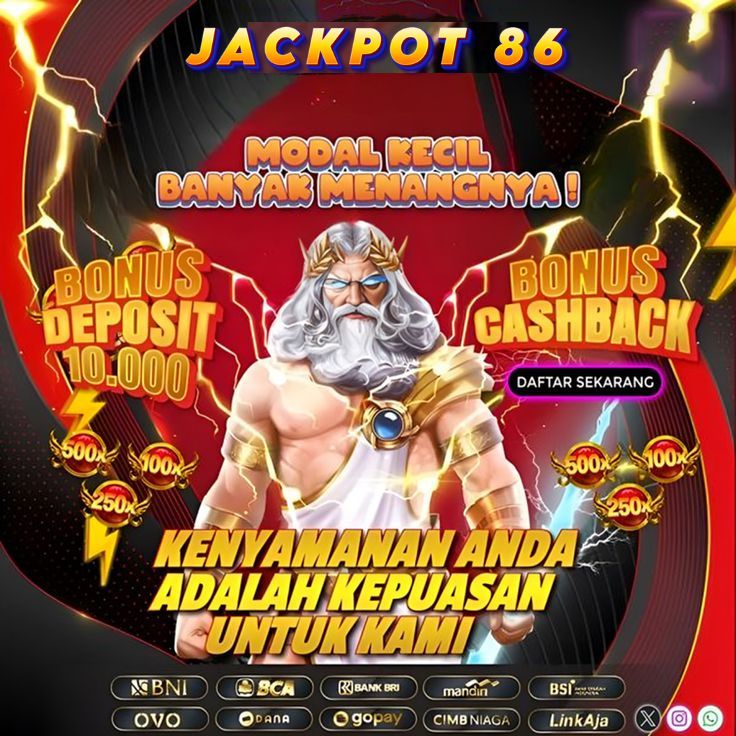 JACKPOT 86
MODAL KECIL
BANYAK MENANGNYA !
BONUS
DEPOSIT
10.000
BONUS
CASHBACK
DAFTAR SEKARANG
500X
100X
250X
500X
100X
250X
KENYAMANAN ANDA
ADALAH KEPUASAN
UNTUK KAMI
BNI
BCA
BANK BRI
mandiri
BSI
OVO
DANA
gopay
CIMB NIAGA
LinkAja